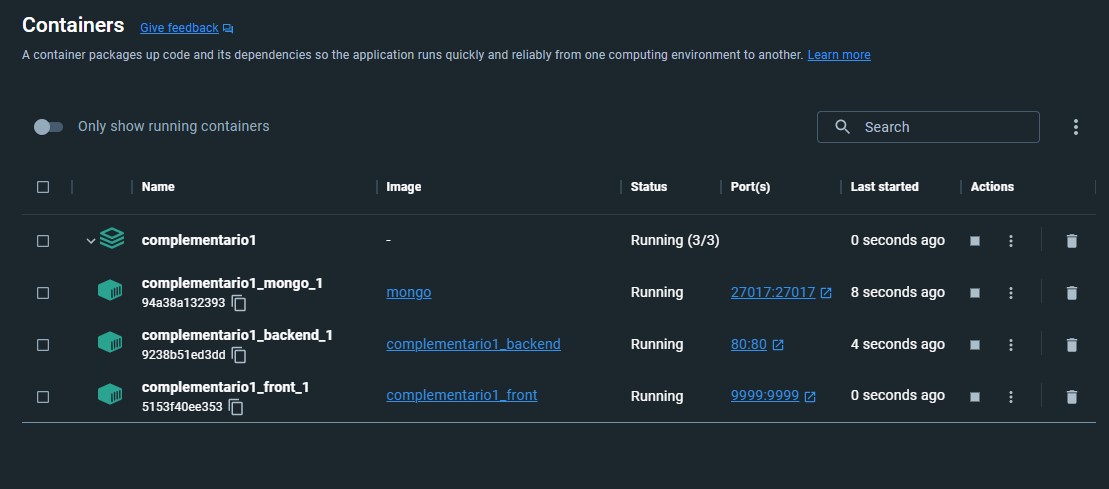 Containers Give feedback
A container packages up code and its dependencies so the application runs quickly and reliably from one computing environment to another. Learn more
Only show running containers Search
Name Image Status Port(s) Last started Actions
complementario1 - Running (3/3) 0 seconds ago
complementario1_mongo_1
94a38a132393 mongo Running 27017:27017 8 seconds ago
complementario1_backend_1
9238b51ed3dd complementario1_backend Running 80:80 4 seconds ago
complementario1_front_1
5153f40ee353 complementario1_front Running 9999:9999 0 seconds ago